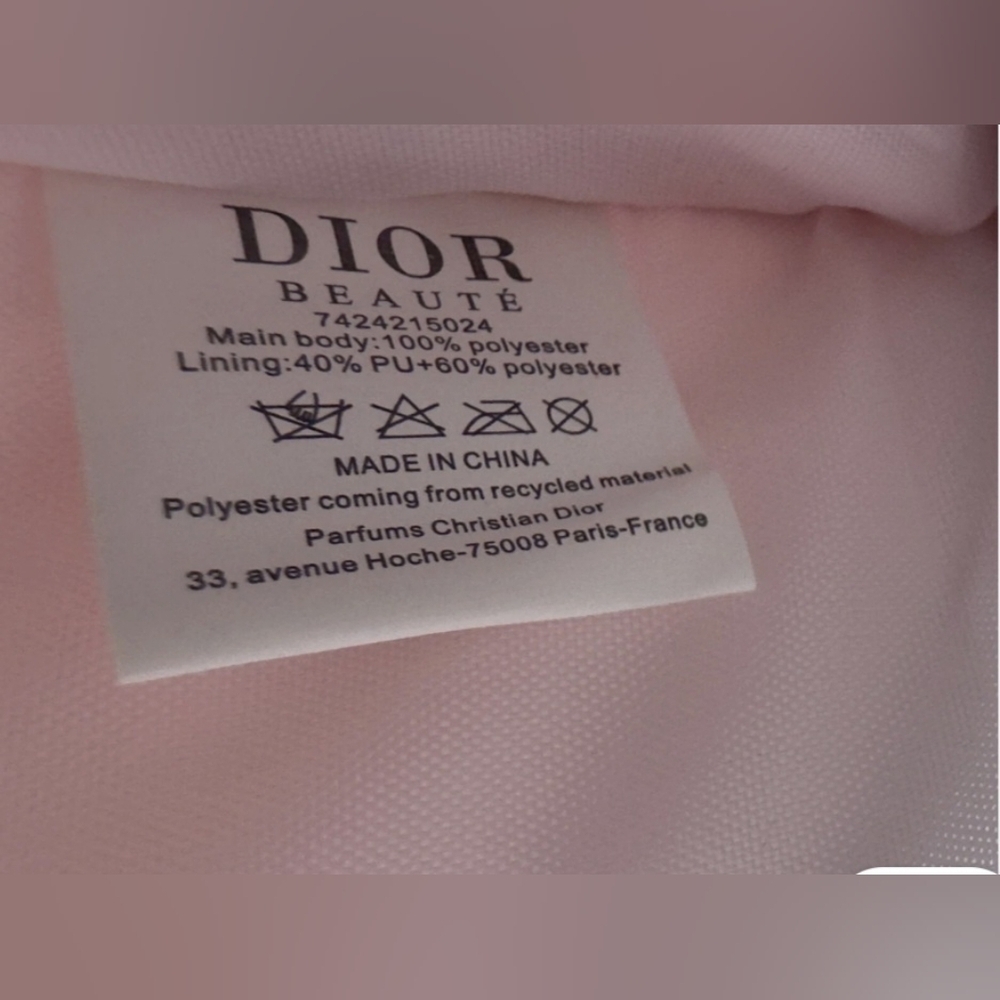 DIOR
BEAUTÉ
7424215024
Main body:100% polyester
Lining:40% PU+60% polyester
MADE IN CHINA
Polyester coming from recycled material
Parfums Christian Dior
33, avenue Hoche-75008 Paris-France